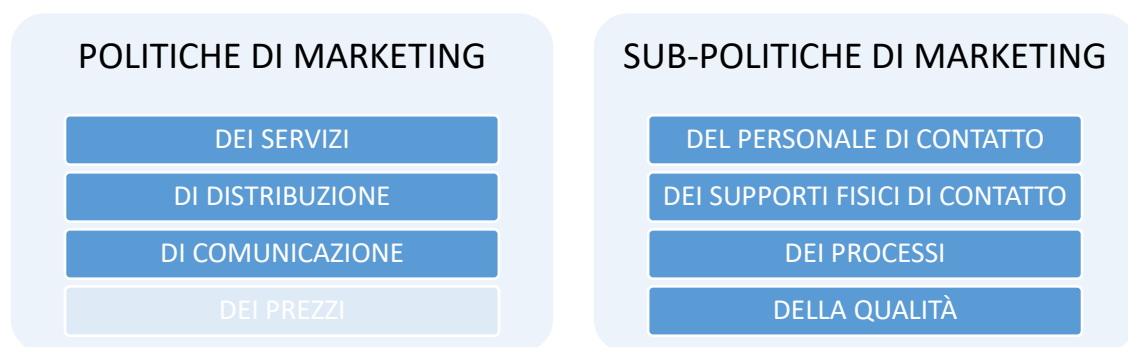 POLITICHE DI MARKETING
DEI SERVIZI
DI DISTRIBUZIONE
DI COMUNICAZIONE
DEI PREZZI
SUB-POLITICHE DI MARKETING
DEL PERSONALE DI CONTATTO
DEI SUPPORTI FISICI DI CONTATTO
DEI PROCESSI
DELLA QUALITÀ